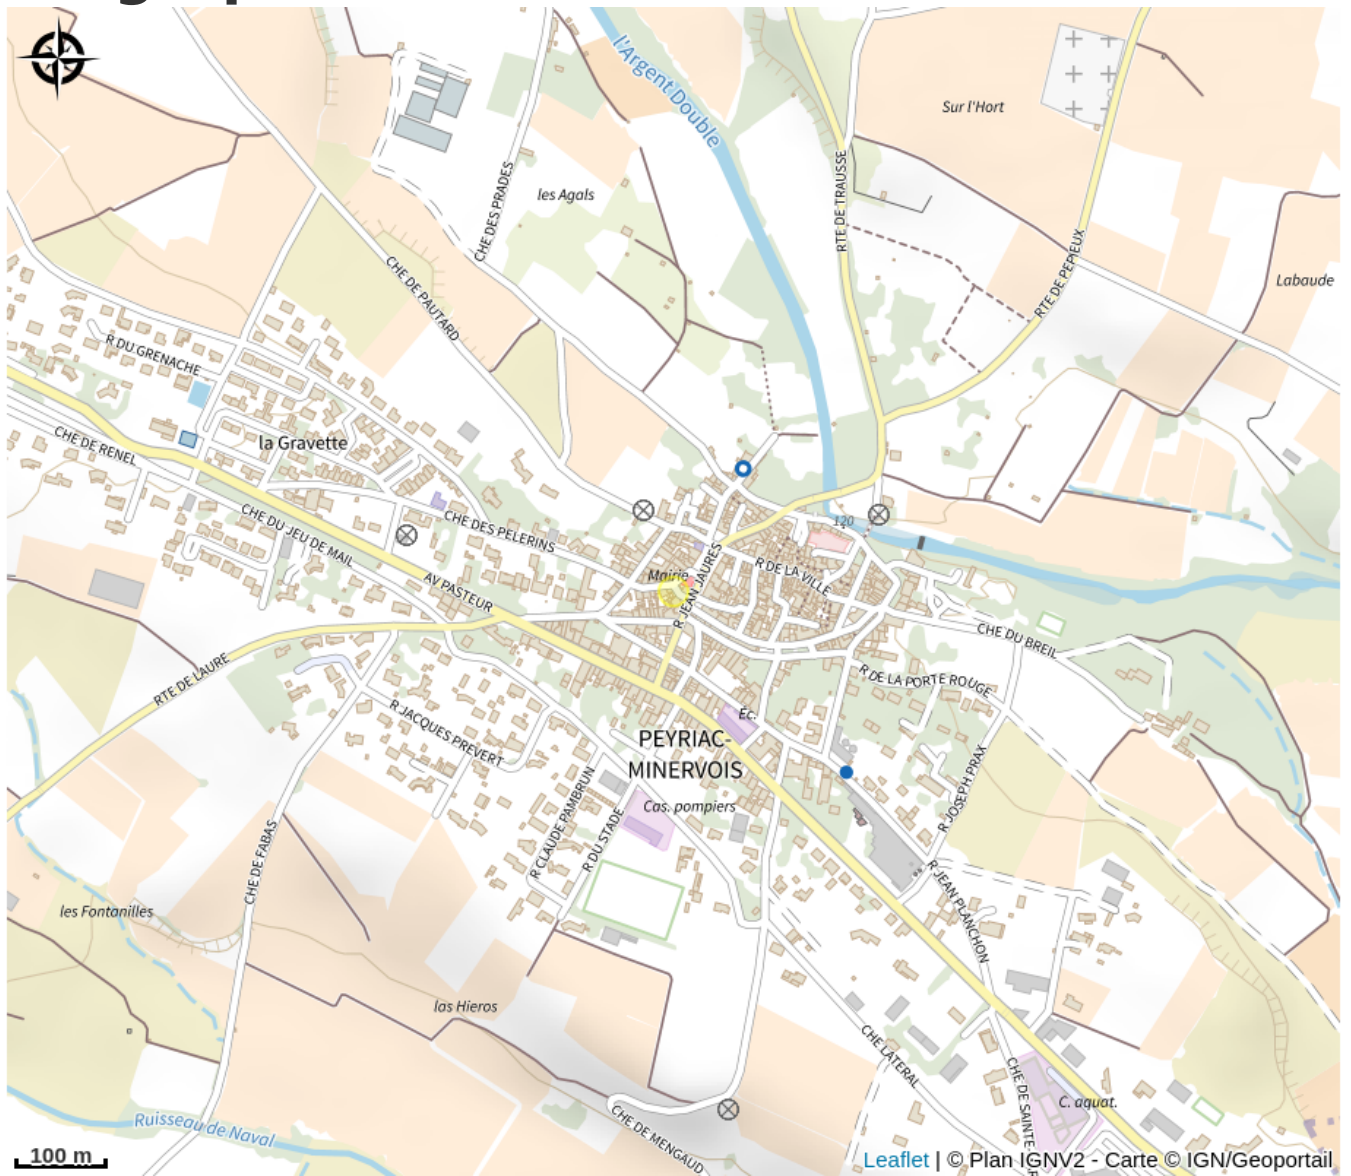 l'Argent Double
Sur l'Hort
CHE DES PRADES
les Agals
RTE DE TRAUSSE
RTE DE PEPIEUX
Labaude
CHE DE PAUTARD
R DU GRENACHE
la Gravette
CHE DE RENEL
CHE DU JEU DE MAIL
CHE DES PELERINS
120
Mairie
R JEAN JAURES
R DE LA VILLE
AV PASTEUR
CHE DU BREIL
RTE DE LAURE
R DE LA PORTE ROUGE
R JACQUES PREVERT
Éc.
PEYRIAC-
MINERVOIS
Cas. pompiers
R CLAUDE PAMBRUN
R DU STADE
R JOSEPH PRAX
CHE DE FABAS
R JEAN PLANCHON
les Fontanilles
las Hieros
CHE LATERAL
CHE DE SAINTE
C. aquat.
CHE DE MENGAUD
Ruisseau de Naval
100 m
Leaflet | © Plan IGNV2 - Carte © IGN/Geoportail